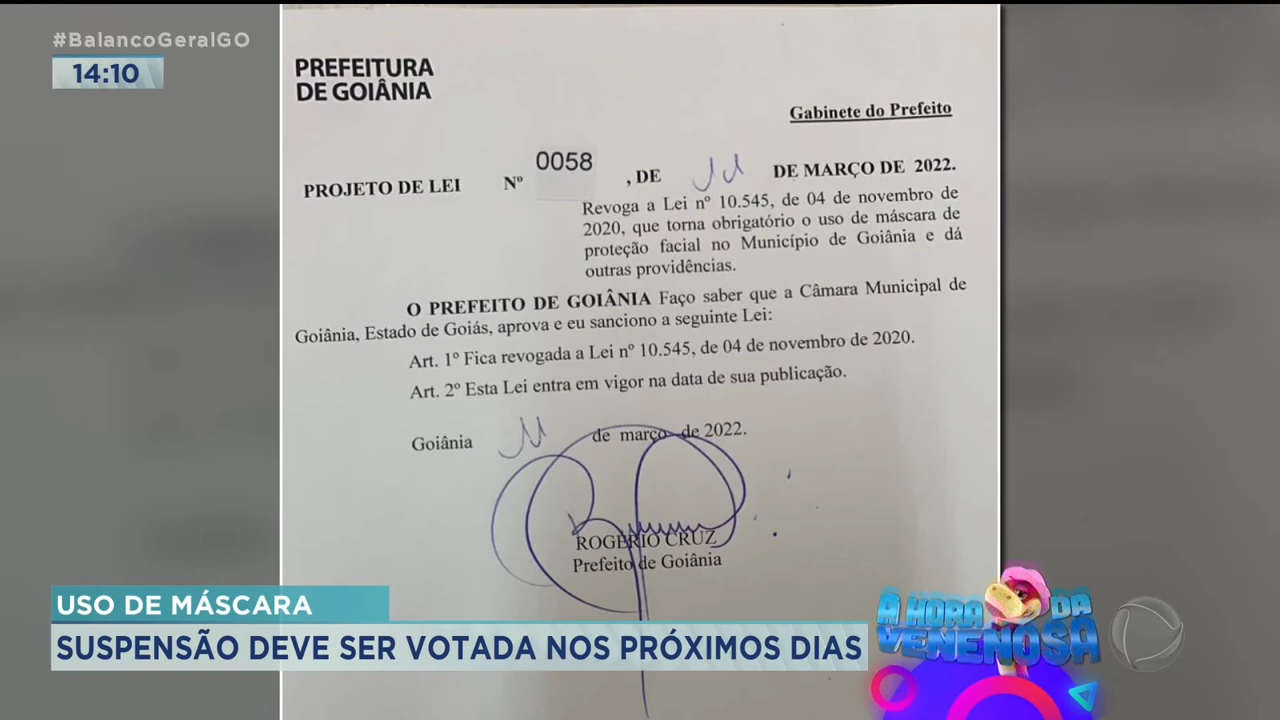 #BalancoGeralGO
14:10
PREFEITURA
DE GOIÂNIA
Gabinete do Prefeito
PROJETO DE LEI Nº 0058 , DE 11 DE MARÇO DE 2022.
Revoga a Lei nº 10.545, de 04 de novembro de
2020, que torna obrigatório o uso de máscara de
proteção facial no Município de Goiânia e dá
outras providências.
O PREFEITO DE GOIÂNIA Faço saber que a Câmara Municipal de
Goiânia, Estado de Goiás, aprova e eu sanciono a seguinte Lei:
Art. 1º Fica revogada a Lei nº 10.545, de 04 de novembro de 2020.
Art. 2º Esta Lei entra em vigor na data de sua publicação.
Goiânia 11 de março de 2022.
ROGÉRIO CRUZ
Prefeito de Goiânia
USO DE MÁSCARA
SUSPENSÃO DEVE SER VOTADA NOS PRÓXIMOS DIAS
A HORA DA
VENENOSA